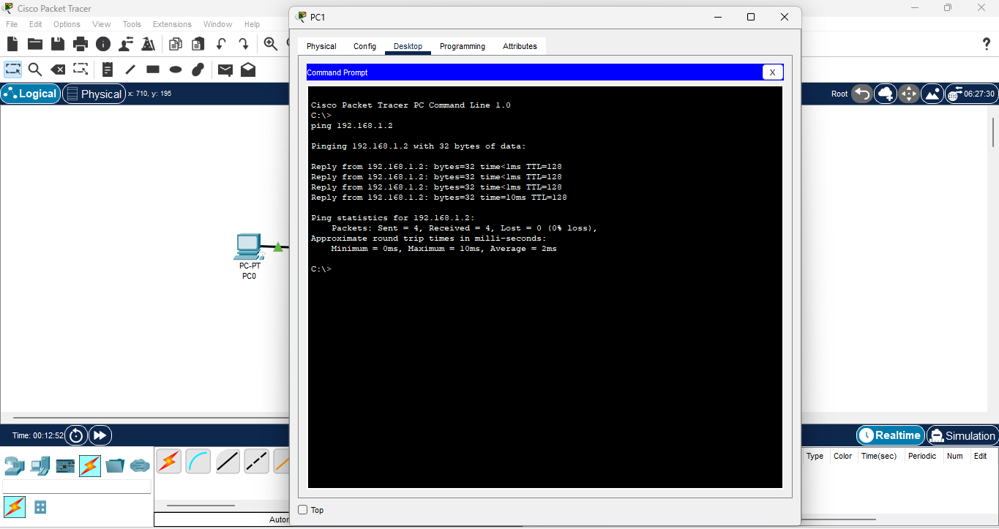 Cisco Packet Tracer
File Edit Options View Tools Extensions Window Help
Logical Physical x: 710, y: 195
Root 06:27:30
PC-PT
PC0
PC1
Physical Config Desktop Programming Attributes
Command Prompt X
Cisco Packet Tracer PC Command Line 1.0
C:\>
ping 192.168.1.2
Pinging 192.168.1.2 with 32 bytes of data:
Reply from 192.168.1.2: bytes=32 time<1ms TTL=128
Reply from 192.168.1.2: bytes=32 time<1ms TTL=128
Reply from 192.168.1.2: bytes=32 time<1ms TTL=128
Reply from 192.168.1.2: bytes=32 time=10ms TTL=128
Ping statistics for 192.168.1.2:
Packets: Sent = 4, Received = 4, Lost = 0 (0% loss),
Approximate round trip times in milli-seconds:
Minimum = 0ms, Maximum = 10ms, Average = 2ms
C:\>
Top
Time: 00:12:52
Realtime Simulation
Type Color Time(sec) Periodic Num Edit